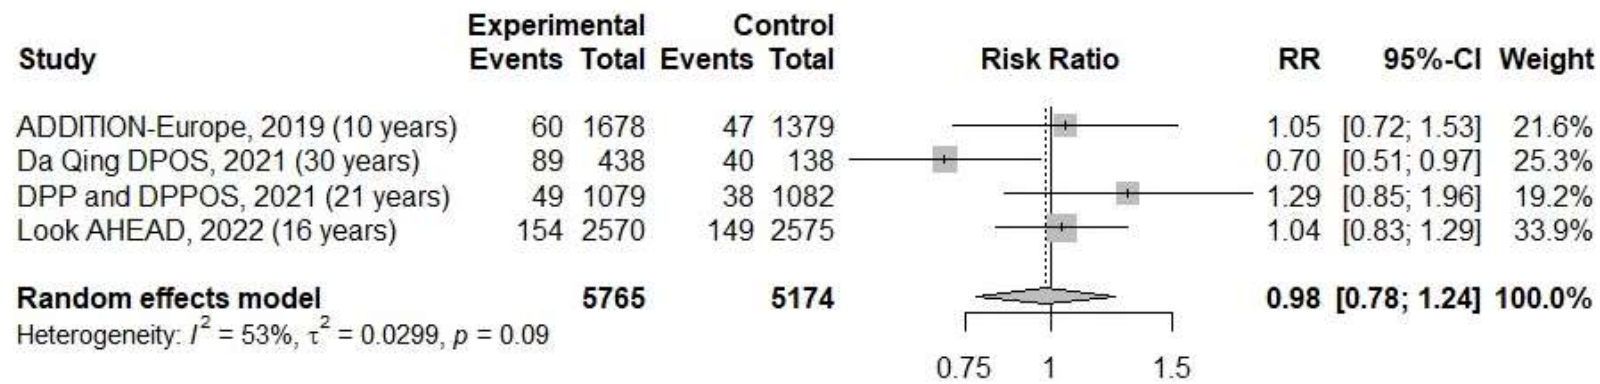 Experimental Control
Study Events Total Events Total Risk Ratio RR 95%-CI Weight
ADDITION-Europe, 2019 (10 years) 60 1678 47 1379 1.05 [0.72; 1.53] 21.6%
Da Qing DPOS, 2021 (30 years) 89 438 40 138 0.70 [0.51; 0.97] 25.3%
DPP and DPPOS, 2021 (21 years) 49 1079 38 1082 1.29 [0.85; 1.96] 19.2%
Look AHEAD, 2022 (16 years) 154 2570 149 2575 1.04 [0.83; 1.29] 33.9%
Random effects model 5765 5174 0.98 [0.78; 1.24] 100.0%
Heterogeneity: I² = 53%, τ² = 0.0299, p = 0.09
0.75 1 1.5